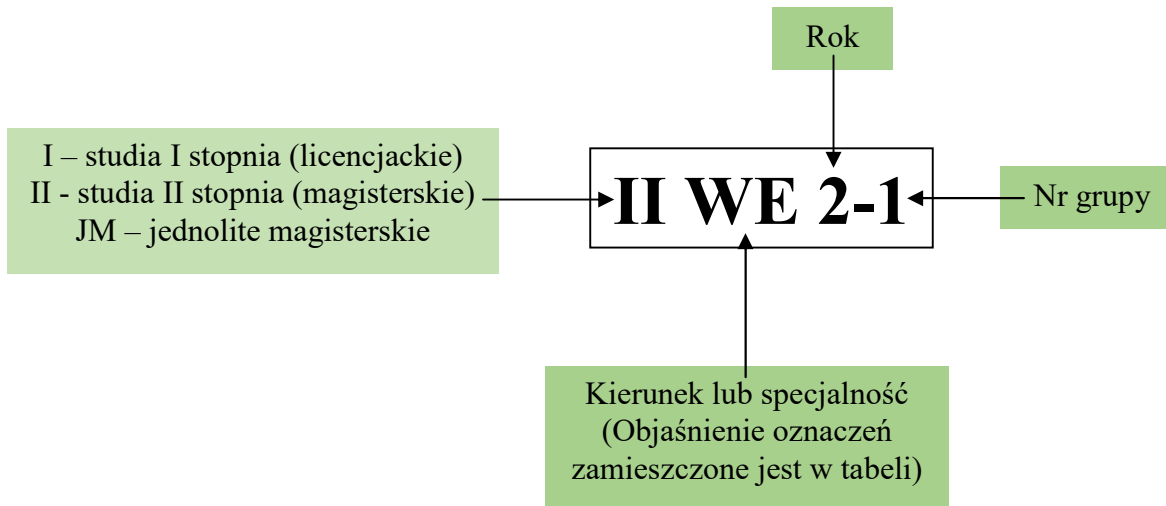 Rok
I – studia I stopnia (licencjackie)
II - studia II stopnia (magisterskie)
JM – jednolite magisterskie
II WE 2-1
Nr grupy
Kierunek lub specjalność
(Objaśnienie oznaczeń
zamieszczone jest w tabeli)